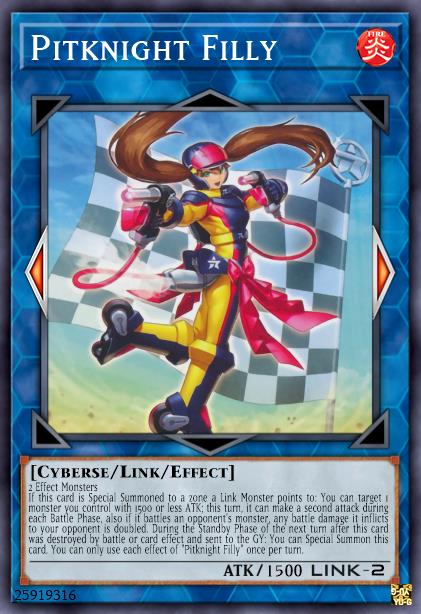 PITKNIGHT FILLY
FIRE
炎
[CYBERSE/LINK/EFFECT]
2 Effect Monsters
If this card is Special Summoned to a zone a Link Monster points to: You can target 1
monster you control with 1500 or less ATK; this turn, it can make a second attack during
each Battle Phase, also if it battles an opponent's monster, any battle damage it inflicts
to your opponent is doubled. During the Standby Phase of the next turn after this card
was destroyed by battle or card effect and sent to the GY: You can Special Summon this
card. You can only use each effect of "Pitknight Filly" once per turn.
ATK/1500 LINK-2
25919316